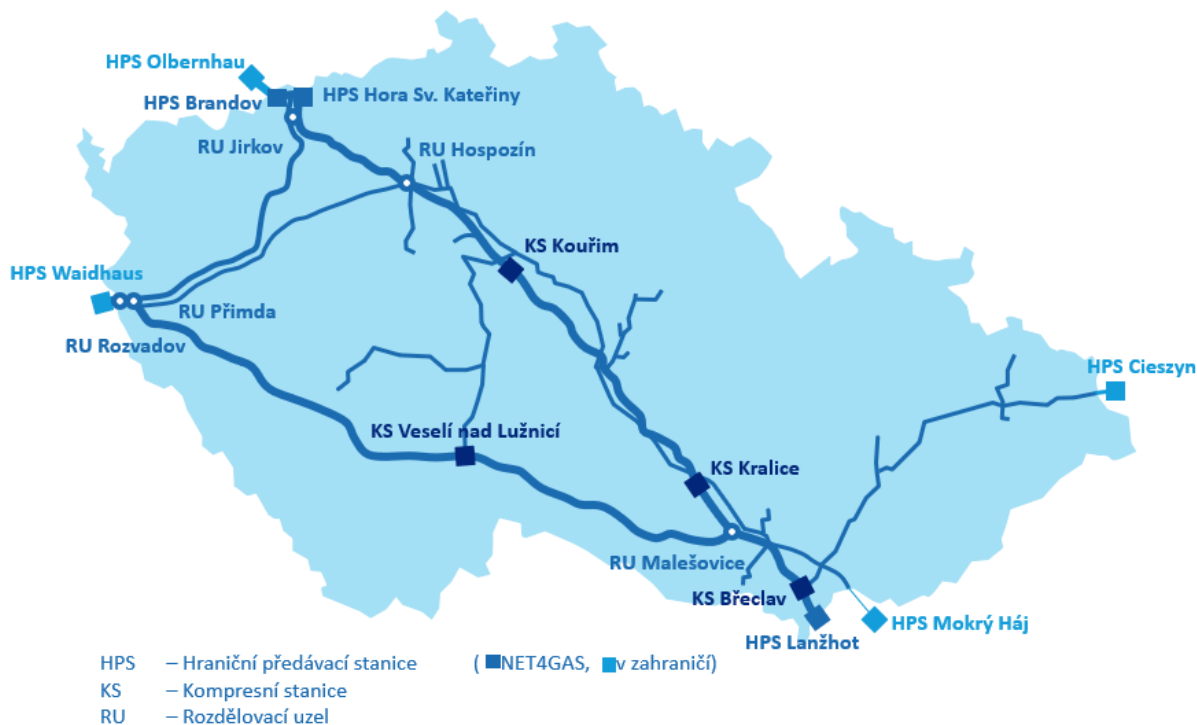 HPS Olbernhau
HPS Brandov
HPS Hora Sv. Kateřiny
RU Jirkov
RU Hospozín
KS Kouřim
HPS Waidhaus
RU Přimda
RU Rozvadov
HPS Cieszyn
KS Veselí nad Lužnicí
KS Kralice
RU Malešovice
KS Břeclav
HPS Mokrý Háj
HPS Lanžhot
HPS – Hraniční předávací stanice ( NET4GAS, v zahraničí)
KS – Kompresní stanice
RU – Rozdělovací uzel